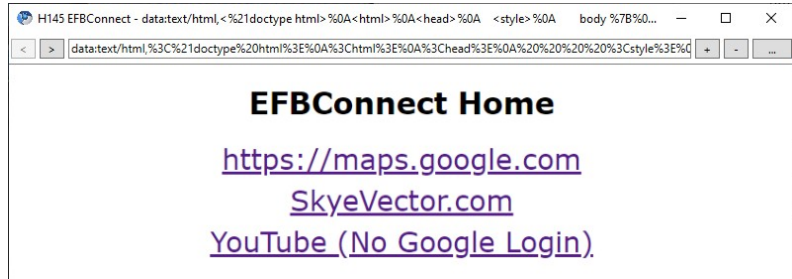 H145 EFBConnect - data:text/html,<%21doctype html>%0A<html>%0A<head>%0A <style>%0A body %7B%0...
< > data:text/html,%3C%21doctype%20html%3E%0A%3Chtml%3E%0A%3Chead%3E%0A%20%20%20%20%3Cstyle%3E%0 + - ...
EFBConnect Home
https://maps.google.com
SkyeVector.com
YouTube (No Google Login)